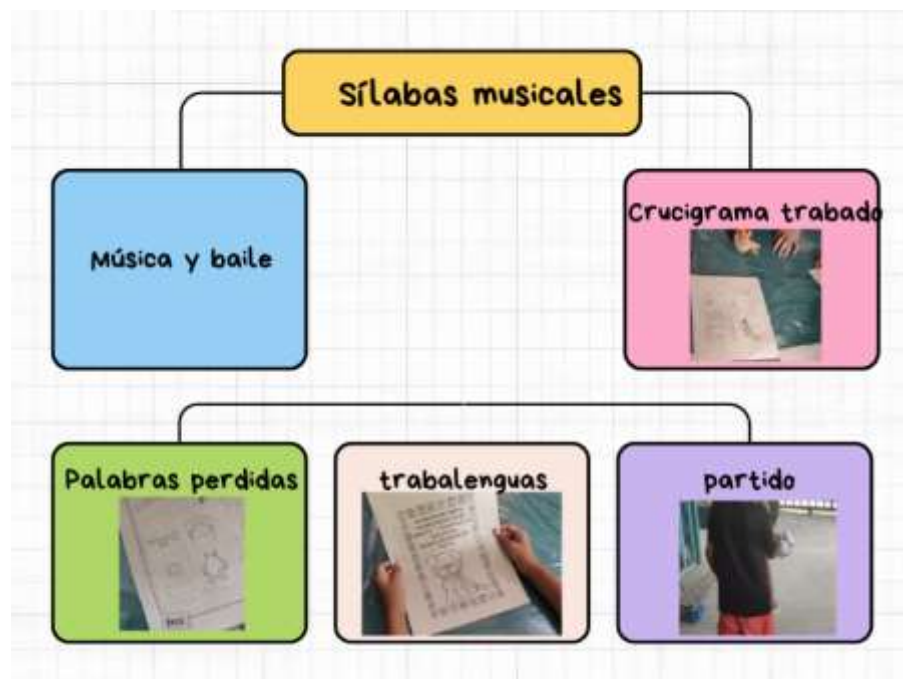 Sílabas musicales
Música y baile
Crucigrama trabado
Palabras perdidas
trabalenguas
partido